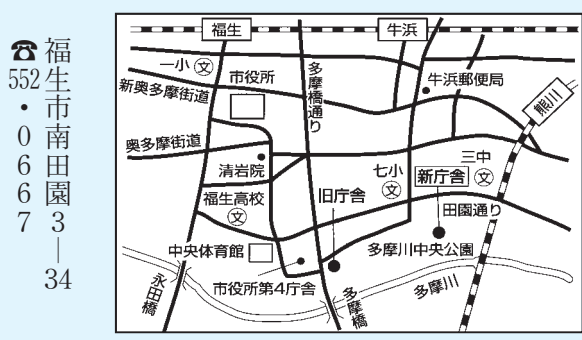 福生市南田園3―34
☎552・0667
福生
牛浜
一小
文
市役所
新奥多摩街道
多摩橋通り
牛浜郵便局
熊川
奥多摩街道
清岩院
七小
文
新庁舎
三中
文
福生高校
文
旧庁舎
田園通り
中央体育館
多摩川中央公園
市役所第4庁舎
永田橋
多摩橋
多摩川